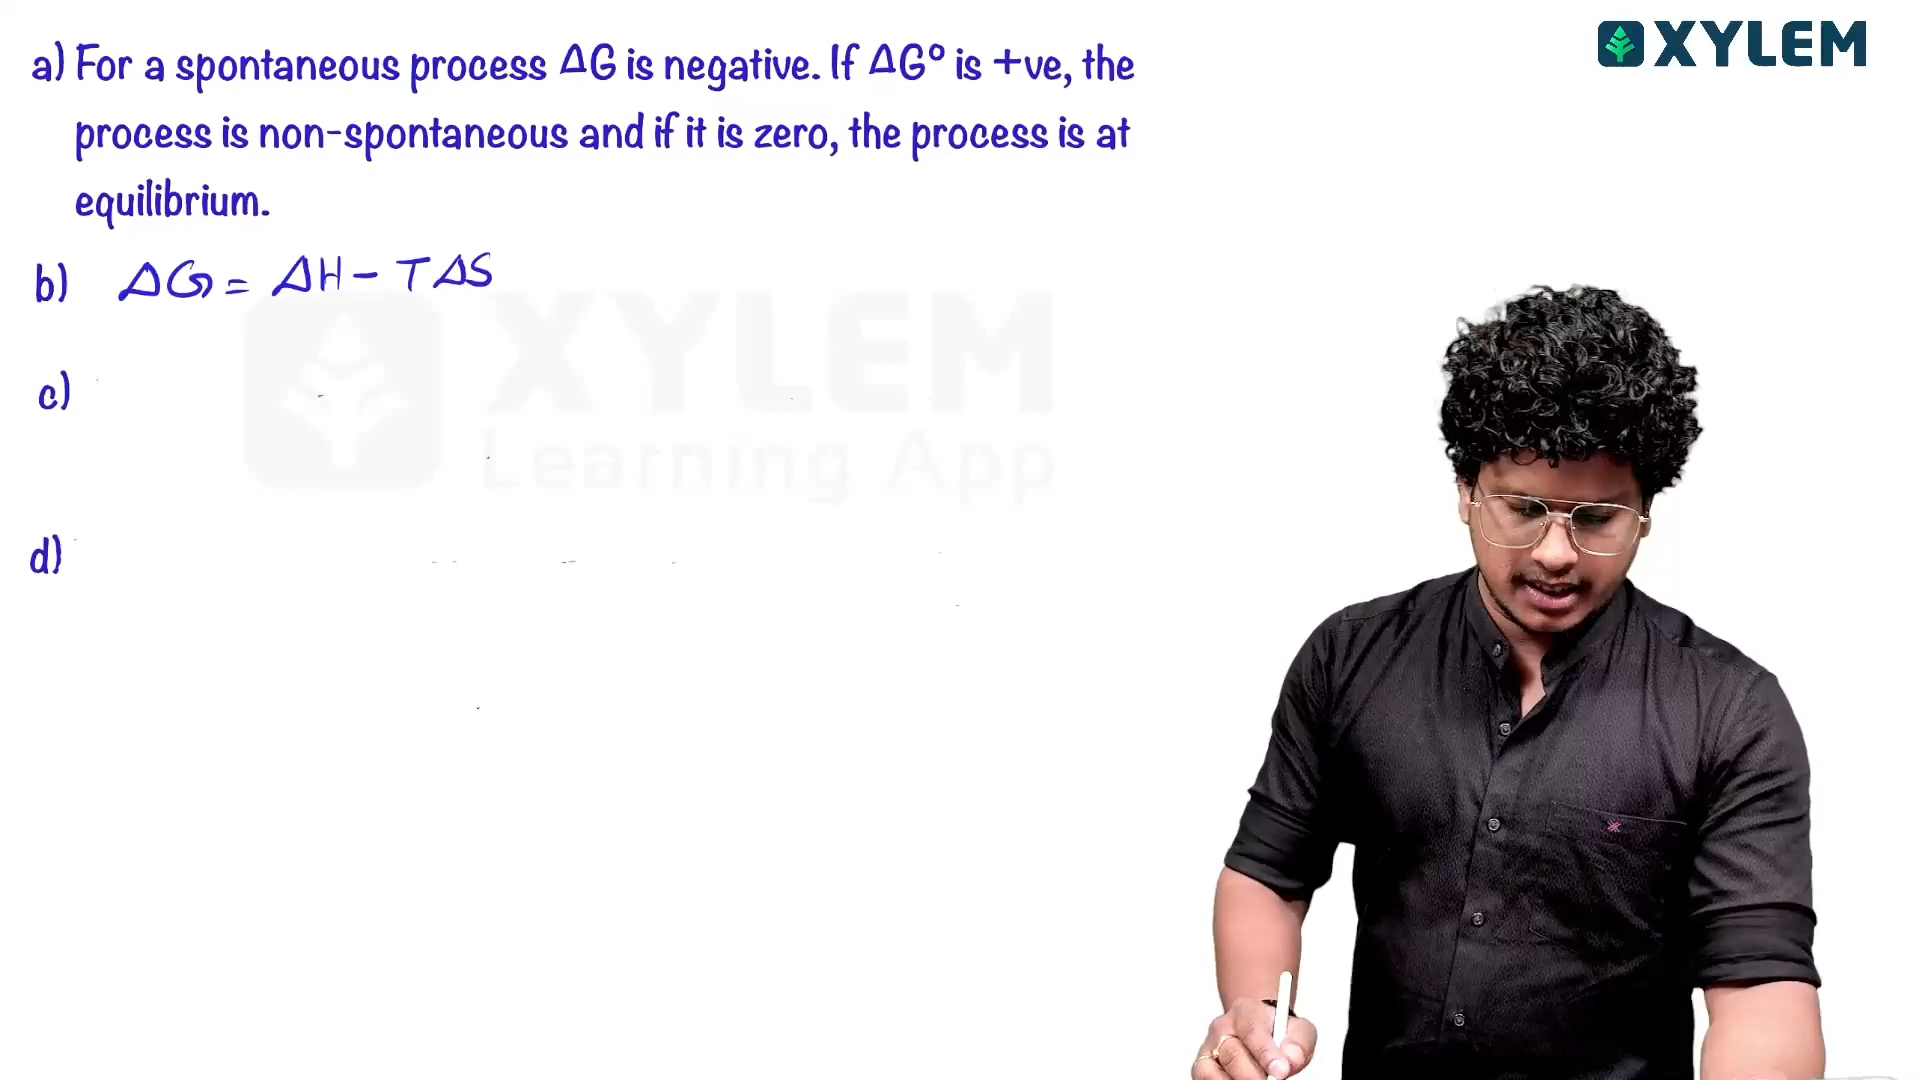 XYLEM
a) For a spontaneous process ΔG is negative. If ΔG° is +ve, the
process is non-spontaneous and if it is zero, the process is at
equilibrium.
b) ΔG = ΔH - TΔS
XYLEM
Learning App
c)
d)